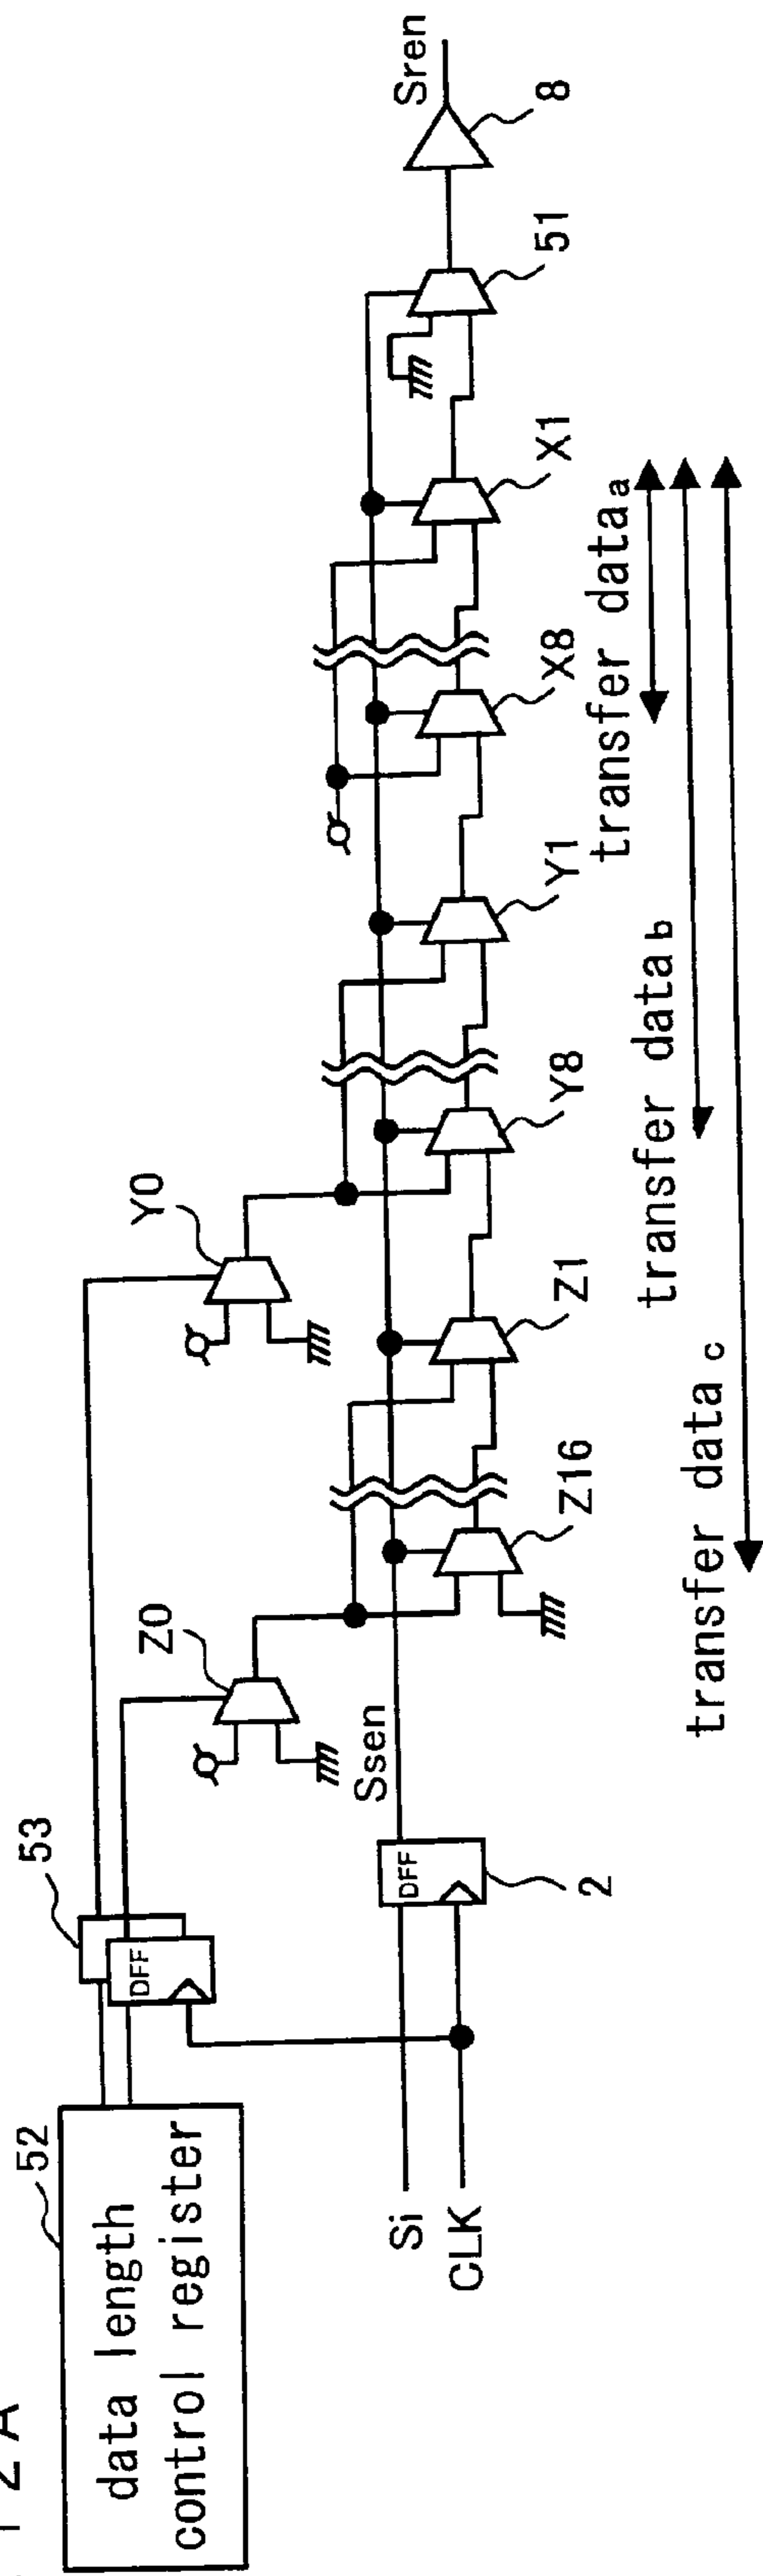 12A
52
data length
control register
53
DFF
Si
CLK
DFF
2
Ssen
Z0
Y0
Z16
Z1
Y8
Y1
X8
X1
51
8
Sren
transfer data a
transfer data b
transfer data c